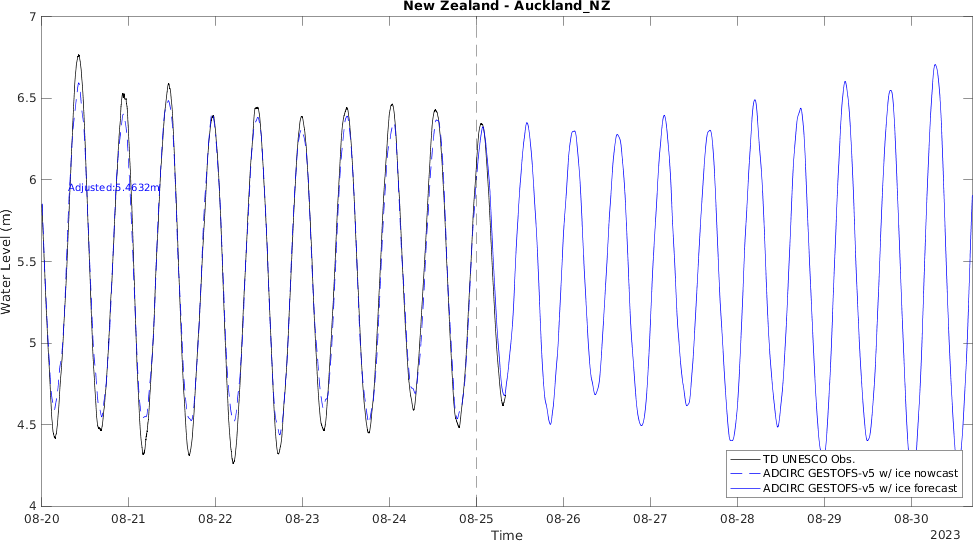 New Zealand - Auckland_NZ
7
6.5
6
5.5
5
4.5
4
Water Level (m)
Adjusted:5.4632m
TD UNESCO Obs.
ADCIRC GESTOFS-v5 w/ ice nowcast
ADCIRC GESTOFS-v5 w/ ice forecast
08-20 08-21 08-22 08-23 08-24 08-25 08-26 08-27 08-28 08-29 08-30
Time
2023